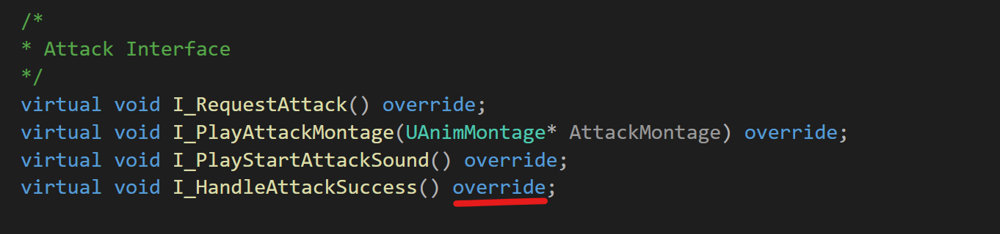 /*
* Attack Interface
*/
virtual void I_RequestAttack() override;
virtual void I_PlayAttackMontage(UAnimMontage* AttackMontage) override;
virtual void I_PlayStartAttackSound() override;
virtual void I_HandleAttackSuccess() override;